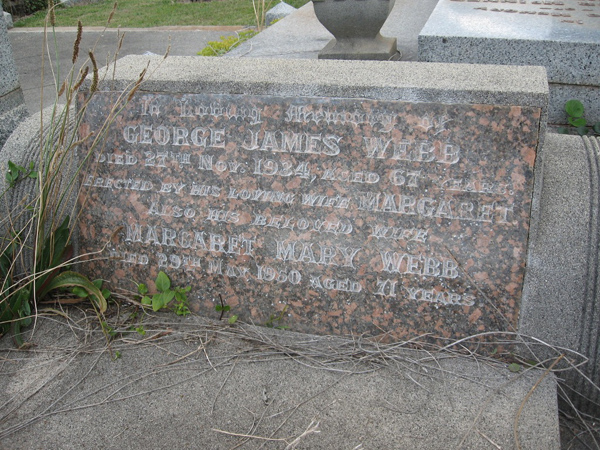 In Loving Memory of
GEORGE JAMES WEBB
DIED 27TH NOV. 1934, AGED 67 YEARS
ERECTED BY HIS LOVING WIFE MARGARET
ALSO HIS BELOVED WIFE
MARGARET MARY WEBB
DIED 29TH MAY 1950 AGED 71 YEARS